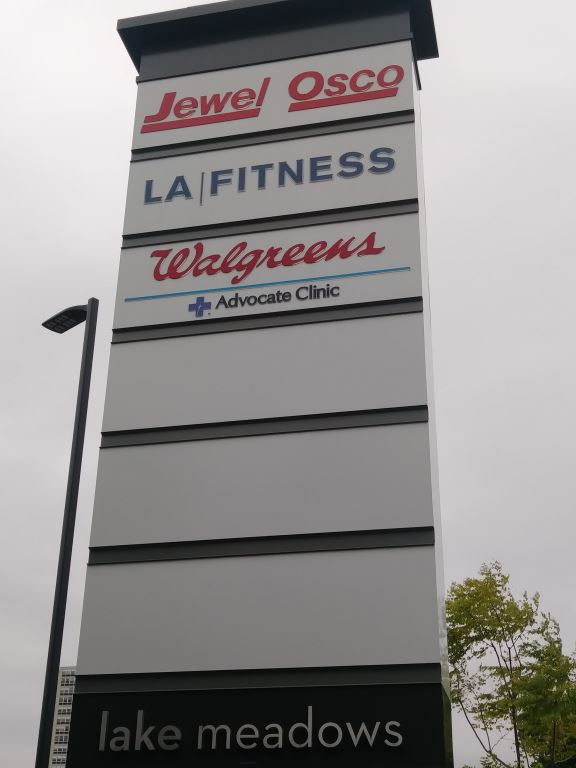 Jewel Osco
LA|FITNESS
Walgreens
Advocate Clinic
lake meadows